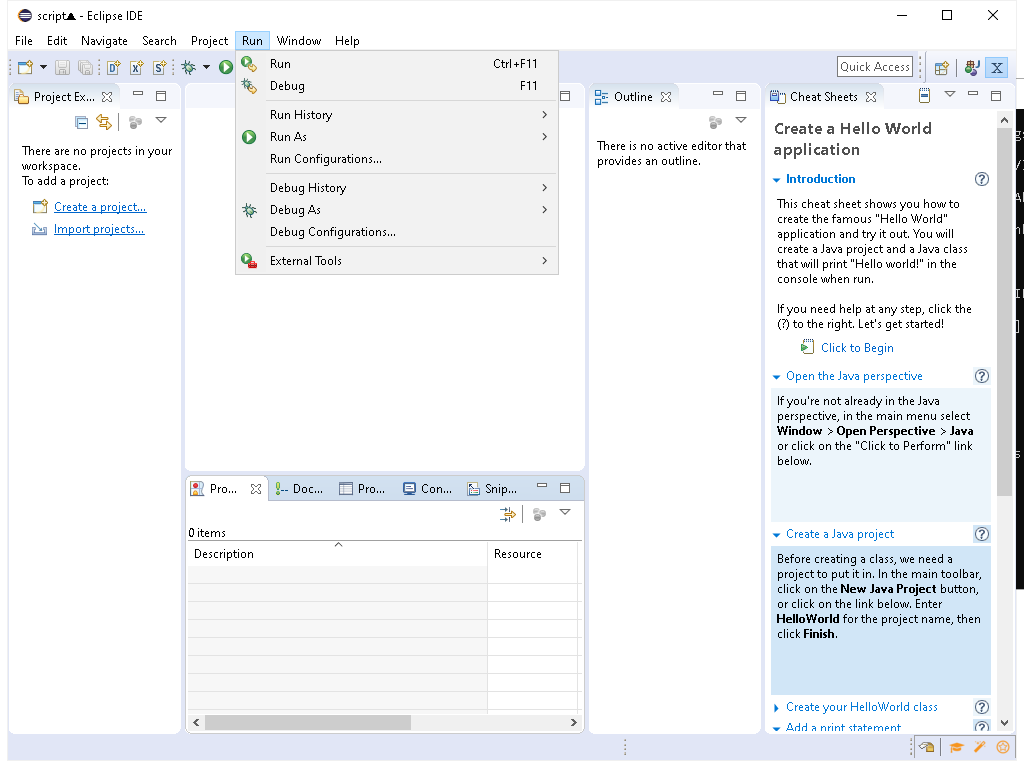 script▲ - Eclipse IDE
File Edit Navigate Search Project Run Window Help
Quick Access
Run Ctrl+F11
Debug F11
Run History
Run As
Run Configurations...
Debug History
Debug As
Debug Configurations...
External Tools
Project Ex...
There are no projects in your
workspace.
To add a project:
Create a project...
Import projects...
Outline
There is no active editor that
provides an outline.
Cheat Sheets
Create a Hello World
application
Introduction
This cheat sheet shows you how to
create the famous "Hello World"
application and try it out. You will
create a Java project and a Java class
that will print "Hello world!" in the
console when run.
If you need help at any step, click the
(?) to the right. Let's get started!
Click to Begin
Open the Java perspective
If you're not already in the Java
perspective, in the main menu select
Window > Open Perspective > Java
or click on the "Click to Perform" link
below.
Create a Java project
Before creating a class, we need a
project to put it in. In the main toolbar,
click on the New Java Project button,
or click on the link below. Enter
HelloWorld for the project name, then
click Finish.
Create your HelloWorld class
Add a print statement
Pro... Doc... Pro... Con... Snip...
0 items
Description Resource